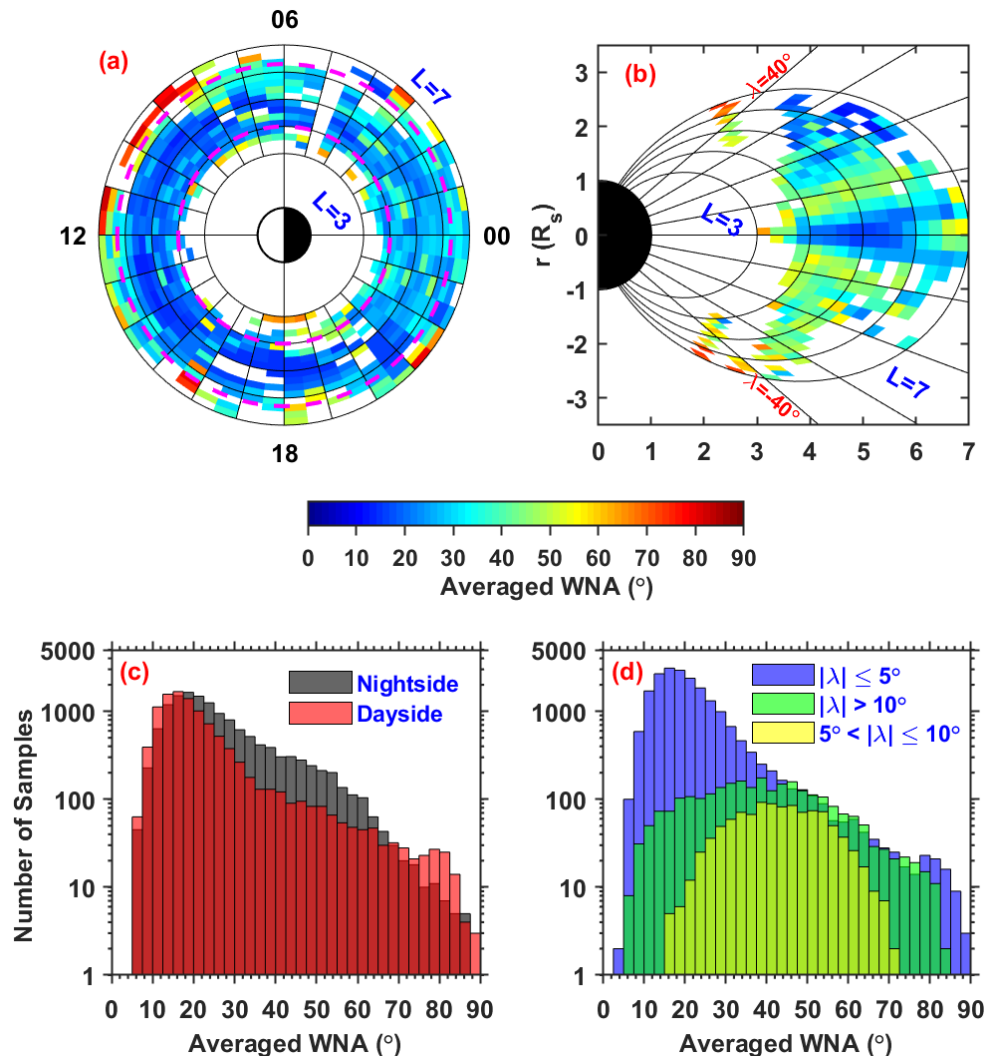 06
(a)
L=7
L=3
12
00
18
(b)
λ=40°
L=3
L=7
λ=-40°
r (Rs)
3
2
1
0
-1
-2
-3
0 1 2 3 4 5 6 7
0 10 20 30 40 50 60 70 80 90
Averaged WNA (°)
(c)
Nightside
Dayside
Number of Samples
5000
1000
100
10
1
0 10 20 30 40 50 60 70 80 90
Averaged WNA (°)
(d)
|λ| ≤ 5°
|λ| > 10°
5° < |λ| ≤ 10°
5000
1000
100
10
1
0 10 20 30 40 50 60 70 80 90
Averaged WNA (°)